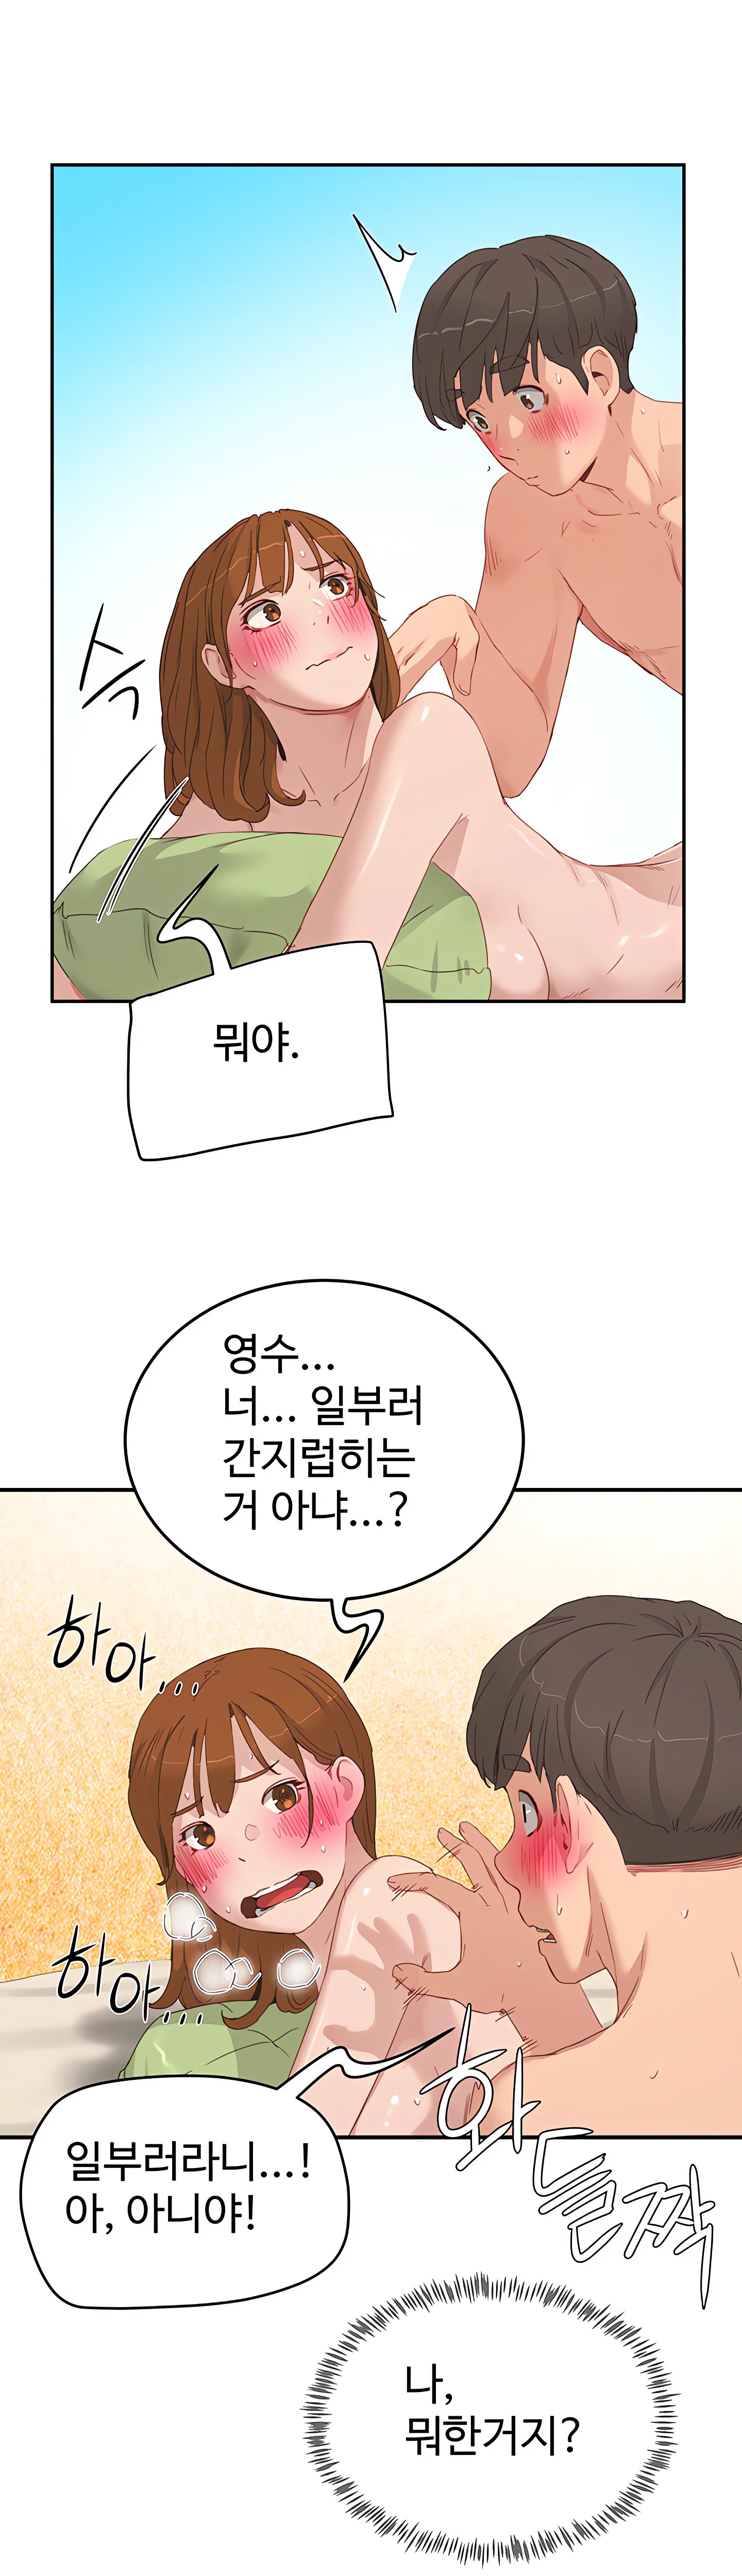 뭐야.
영수...
너... 일부러
간지럽히는
거 아냐...?
하아...
하아...
일부러라니...!
아, 아니야!
화들짝
나,
뭐한거지?